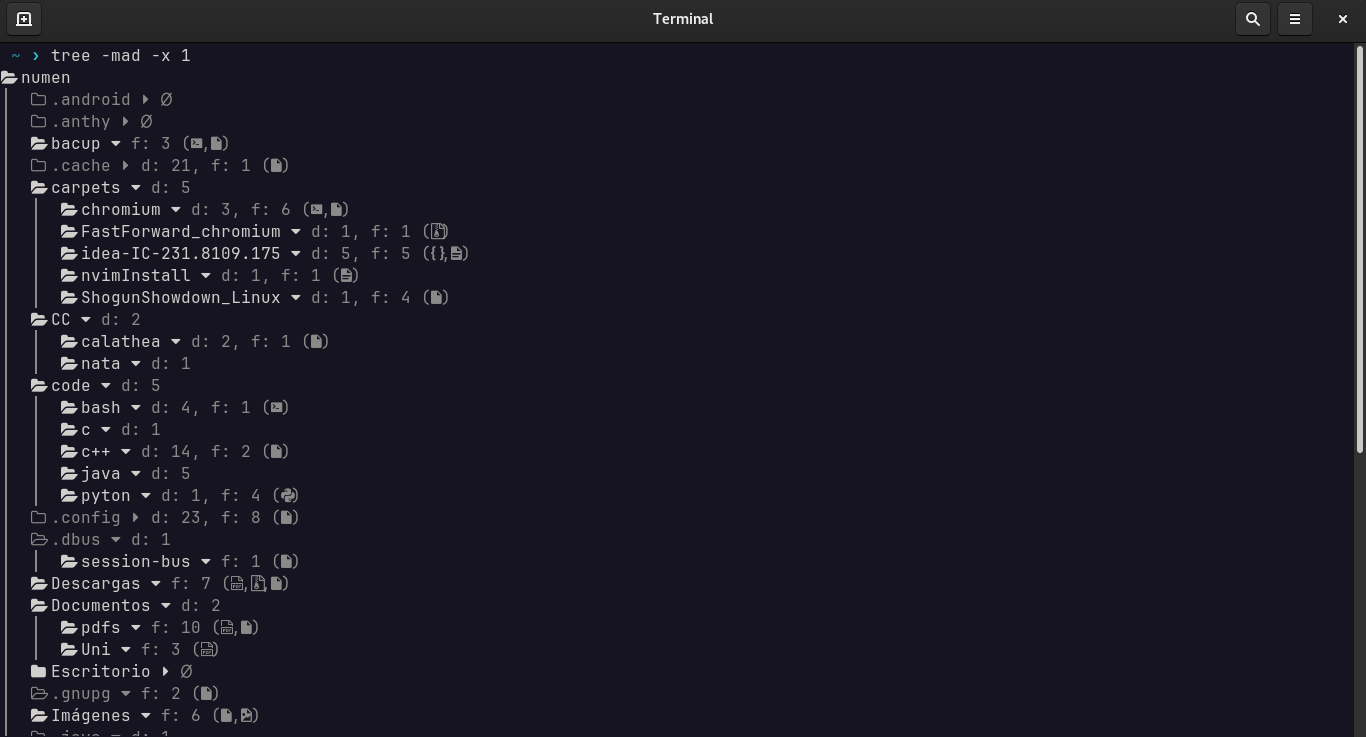 Terminal
~ › tree -mad -x 1
numen
.android ▸ Ø
.anthy ▸ Ø
bacup ▾ f: 3 (,)
.cache ▸ d: 21, f: 1 ()
carpets ▾ d: 5
chromium ▾ d: 3, f: 6 (,)
FastForward_chromium ▾ d: 1, f: 1 ()
idea-IC-231.8109.175 ▾ d: 5, f: 5 ({},)
nvimInstall ▾ d: 1, f: 1 ()
ShogunShowdown_Linux ▾ d: 1, f: 4 ()
CC ▾ d: 2
calathea ▾ d: 2, f: 1 ()
nata ▾ d: 1
code ▾ d: 5
bash ▾ d: 4, f: 1 ()
c ▾ d: 1
c++ ▾ d: 14, f: 2 ()
java ▾ d: 5
pyton ▾ d: 1, f: 4 ()
.config ▸ d: 23, f: 8 ()
.dbus ▾ d: 1
session-bus ▾ f: 1 ()
Descargas ▾ f: 7 (,,)
Documentos ▾ d: 2
pdfs ▾ f: 10 (,)
Uni ▾ f: 3 ()
Escritorio ▸ Ø
.gnupg ▾ f: 2 ()
Imágenes ▾ f: 6 (,)
.java ▾ d: 1